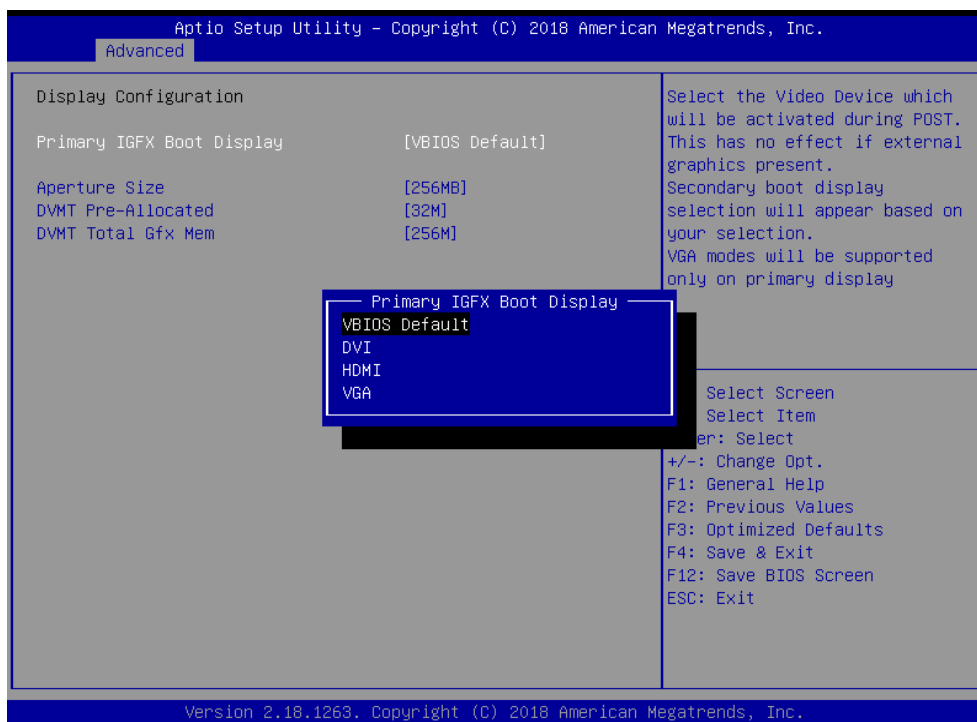 Aptio Setup Utility – Copyright (C) 2018 American Megatrends, Inc.
Advanced
Display Configuration
Primary IGFX Boot Display [VBIOS Default]
Aperture Size [256MB]
DVMT Pre-Allocated [32M]
DVMT Total Gfx Mem [256M]
Primary IGFX Boot Display
VBIOS Default
DVI
HDMI
VGA
Select the Video Device which
will be activated during POST.
This has no effect if external
graphics present.
Secondary boot display
selection will appear based on
your selection.
VGA modes will be supported
only on primary display
Select Screen
Select Item
er: Select
+/-: Change Opt.
F1: General Help
F2: Previous Values
F3: Optimized Defaults
F4: Save & Exit
F12: Save BIOS Screen
ESC: Exit
Version 2.18.1263. Copyright (C) 2018 American Megatrends, Inc.